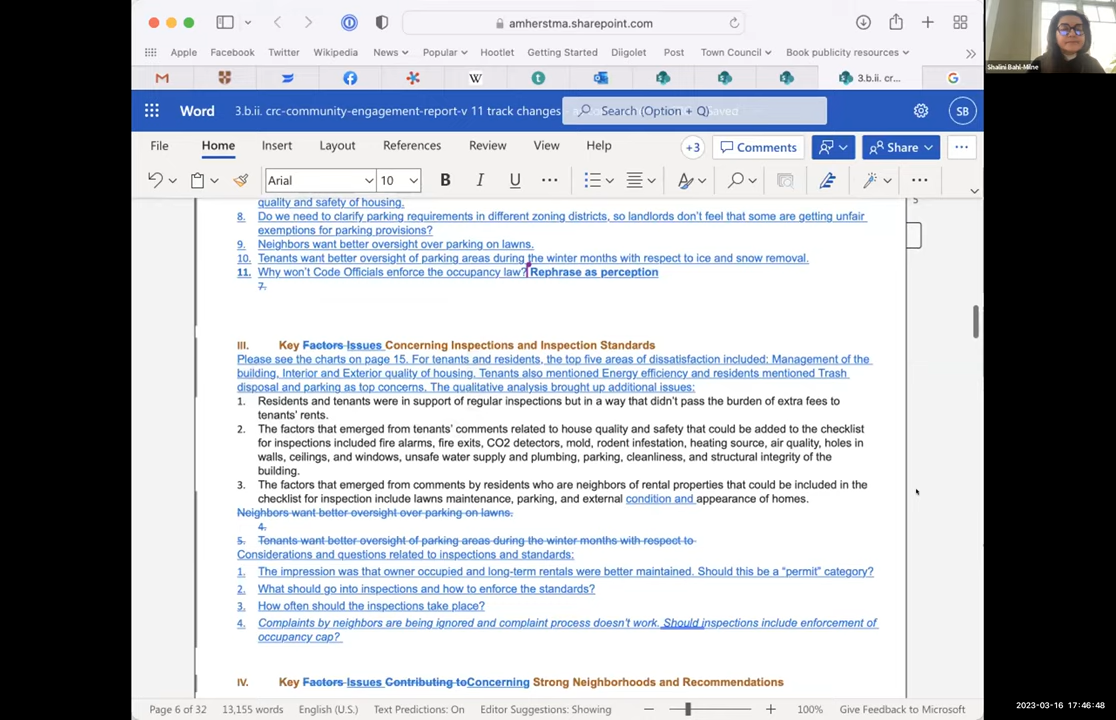 amherstma.sharepoint.com
Apple Facebook Twitter Wikipedia News Popular Hootlet Getting Started Diigolet Post Town Council Book publicity resources
3.b.ii. crc...
Word 3.b.ii. crc-community-engagement-report-v 11 track changes Search (Option + Q) SB
File Home Insert Layout References Review View Help +3 Comments Share
Arial 10 B I U
quality and safety of housing.
8. Do we need to clarify parking requirements in different zoning districts, so landlords don't feel that some are getting unfair
exemptions for parking provisions?
9. Neighbors want better oversight over parking on lawns.
10. Tenants want better oversight of parking areas during the winter months with respect to ice and snow removal.
11. Why won't Code Officials enforce the occupancy law? Rephrase as perception
7.
III. Key Factors Issues Concerning Inspections and Inspection Standards
Please see the charts on page 15. For tenants and residents, the top five areas of dissatisfaction included; Management of the
building, Interior and Exterior quality of housing. Tenants also mentioned Energy efficiency and residents mentioned Trash
disposal and parking as top concerns. The qualitative analysis brought up additional issues:
1. Residents and tenants were in support of regular inspections but in a way that didn't pass the burden of extra fees to
tenants' rents.
2. The factors that emerged from tenants' comments related to house quality and safety that could be added to the checklist
for inspections included fire alarms, fire exits, CO2 detectors, mold, rodent infestation, heating source, air quality, holes in
walls, ceilings, and windows, unsafe water supply and plumbing, parking, cleanliness, and structural integrity of the
building.
3. The factors that emerged from comments by residents who are neighbors of rental properties that could be included in the
checklist for inspection include lawns maintenance, parking, and external condition and appearance of homes.
Neighbors want better oversight over parking on lawns.
4.
5. Tenants want better oversight of parking areas during the winter months with respect to
Considerations and questions related to inspections and standards:
1. The impression was that owner occupied and long-term rentals were better maintained. Should this be a "permit" category?
2. What should go into inspections and how to enforce the standards?
3. How often should the inspections take place?
4. Complaints by neighbors are being ignored and complaint process doesn't work. Should inspections include enforcement of
occupancy cap?
IV. Key Factors Issues Contributing toConcerning Strong Neighborhoods and Recommendations
Page 6 of 32 13,155 words English (U.S.) Text Predictions: On Editor Suggestions: Showing 100% Give Feedback to Microsoft
Shalini Bahl-Milne
2023-03-16 17:46:48